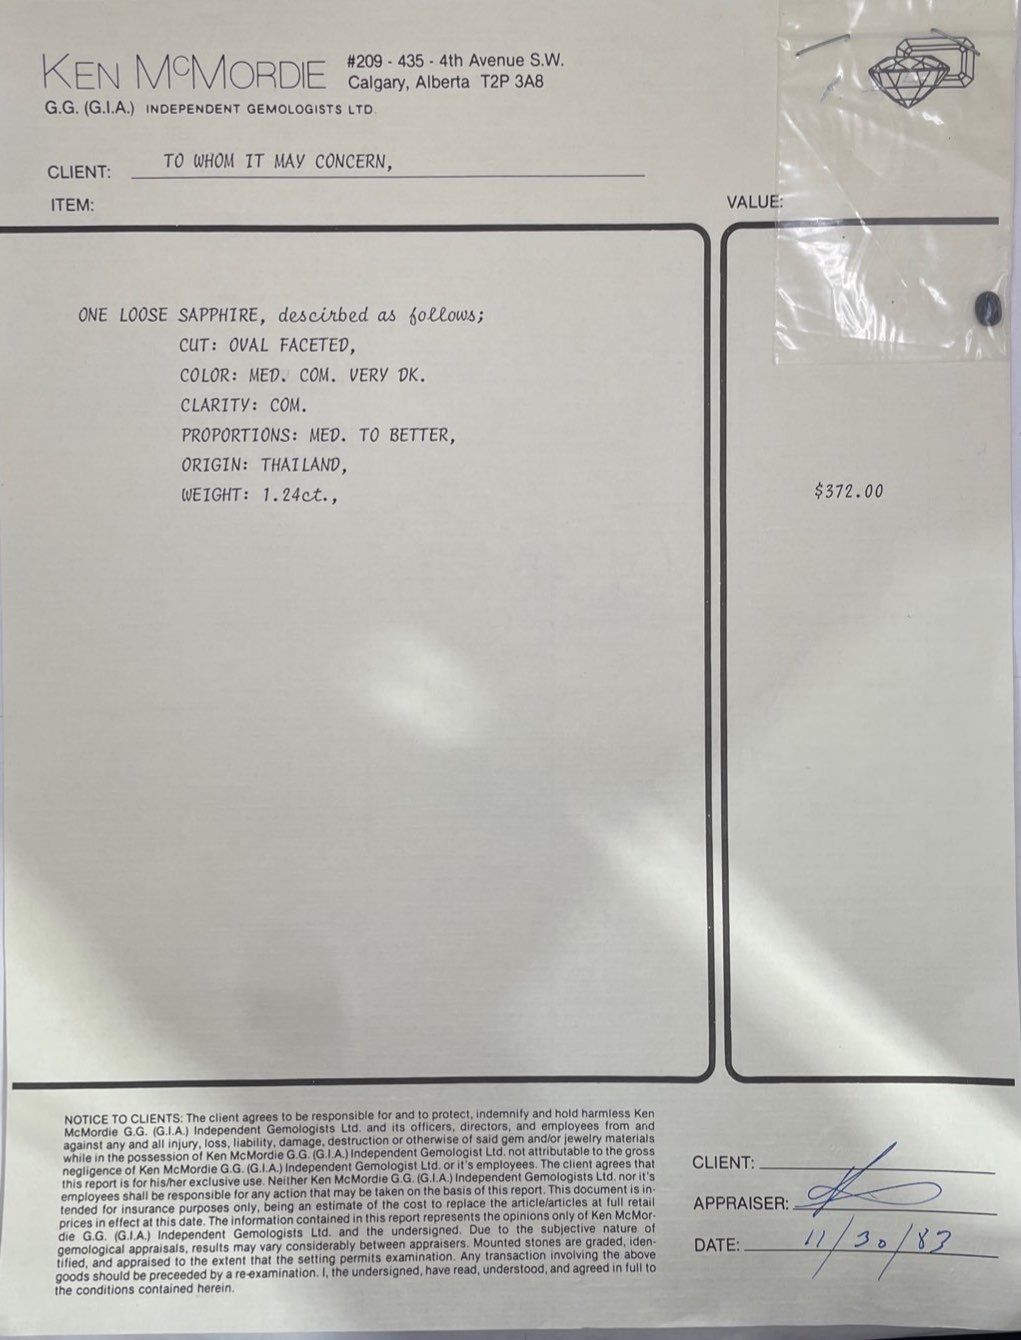 KEN McMORDIE
#209 - 435 - 4th Avenue S.W.
Calgary, Alberta T2P 3A8
G.G. (G.I.A.) INDEPENDENT GEMOLOGISTS LTD.
CLIENT: TO WHOM IT MAY CONCERN,
ITEM:
VALUE:
ONE LOOSE SAPPHIRE, descirbed as follows;
CUT: OVAL FACETED,
COLOR: MED. COM. VERY DK.
CLARITY: COM.
PROPORTIONS: MED. TO BETTER,
ORIGIN: THAILAND,
WEIGHT: 1.24ct.,
$372.00
NOTICE TO CLIENTS: The client agrees to be responsible for and to protect, indemnify and hold harmless Ken
McMordie G.G. (G.I.A.) Independent Gemologists Ltd. and its officers, directors, and employees from and
against any and all injury, loss, liability, damage, destruction or otherwise of said gem and/or jewelry materials
while in the possession of Ken McMordie G.G. (G.I.A.) Independent Gemologist Ltd. not attributable to the gross
negligence of Ken McMordie G.G. (G.I.A.) Independent Gemologist Ltd. or it's employees. The client agrees that
this report is for his/her exclusive use. Neither Ken McMordie G.G. (G.I.A.) Independent Gemologists Ltd. nor it's
employees shall be responsible for any action that may be taken on the basis of this report. This document is in-
tended for insurance purposes only, being an estimate of the cost to replace the article/articles at full retail
prices in effect at this date. The information contained in this report represents the opinions only of Ken McMor-
die G.G. (G.I.A.) Independent Gemologists Ltd. and the undersigned. Due to the subjective nature of
gemological appraisals, results may vary considerably between appraisers. Mounted stones are graded, iden-
tified, and appraised to the extent that the setting permits examination. Any transaction involving the above
goods should be preceeded by a re-examination. I, the undersigned, have read, understood, and agreed in full to
the conditions contained herein.
CLIENT:
APPRAISER:
DATE: 11/30/83